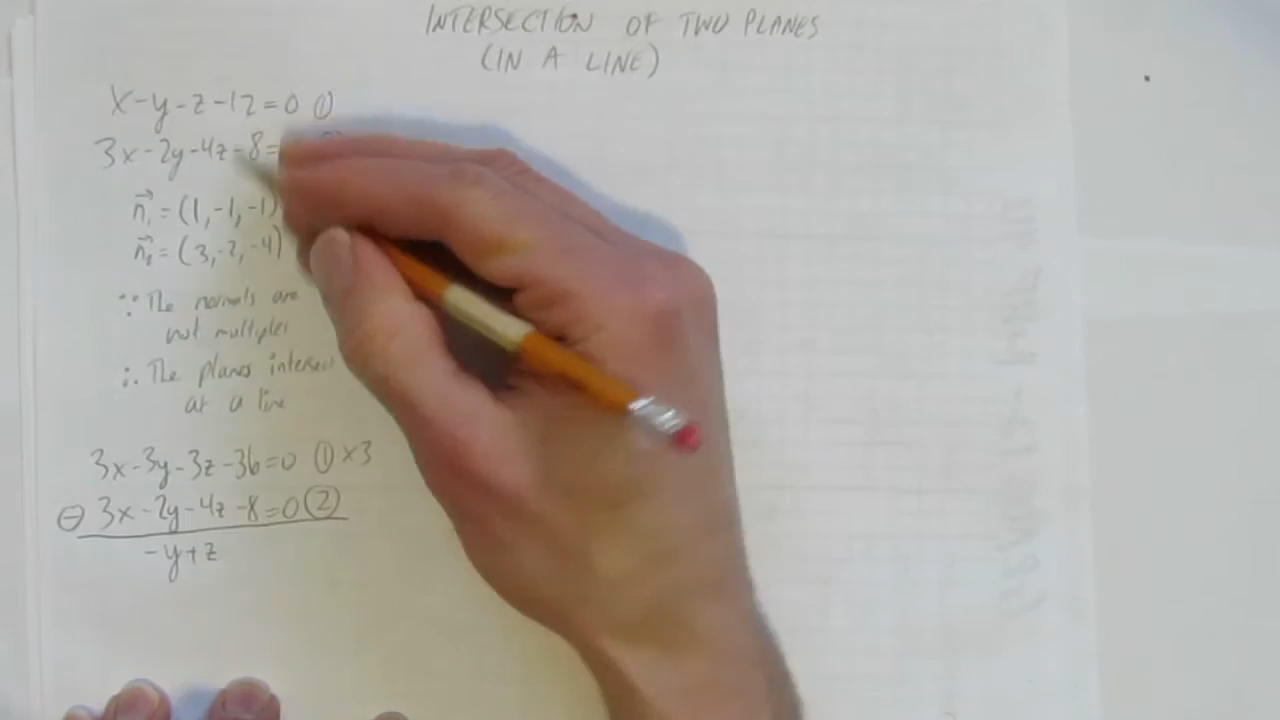 INTERSECTION OF TWO PLANES
(IN A LINE)
x-y-z-12=0 ①
3x-2y-4z-8=
n₁ = (1,-1,-1)
n₂ = (3,-2,-4)
∵ The normals are
not multiples
∴ The planes intersect
at a line
3x-3y-3z-36=0 ① ×3
⊖ 3x-2y-4z-8=0 ②
-y+z